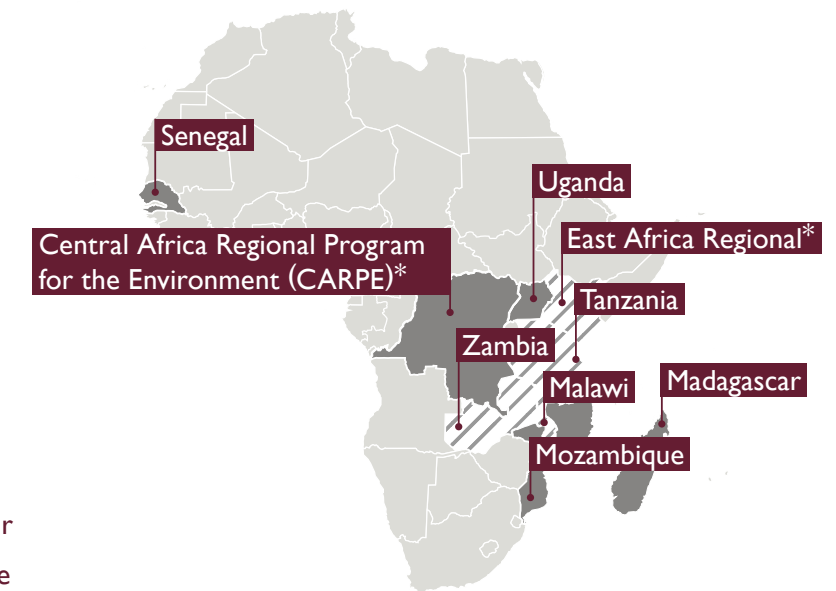 Senegal
Uganda
Central Africa Regional Program
for the Environment (CARPE)*
East Africa Regional*
Tanzania
Zambia
Malawi
Madagascar
Mozambique
r
e